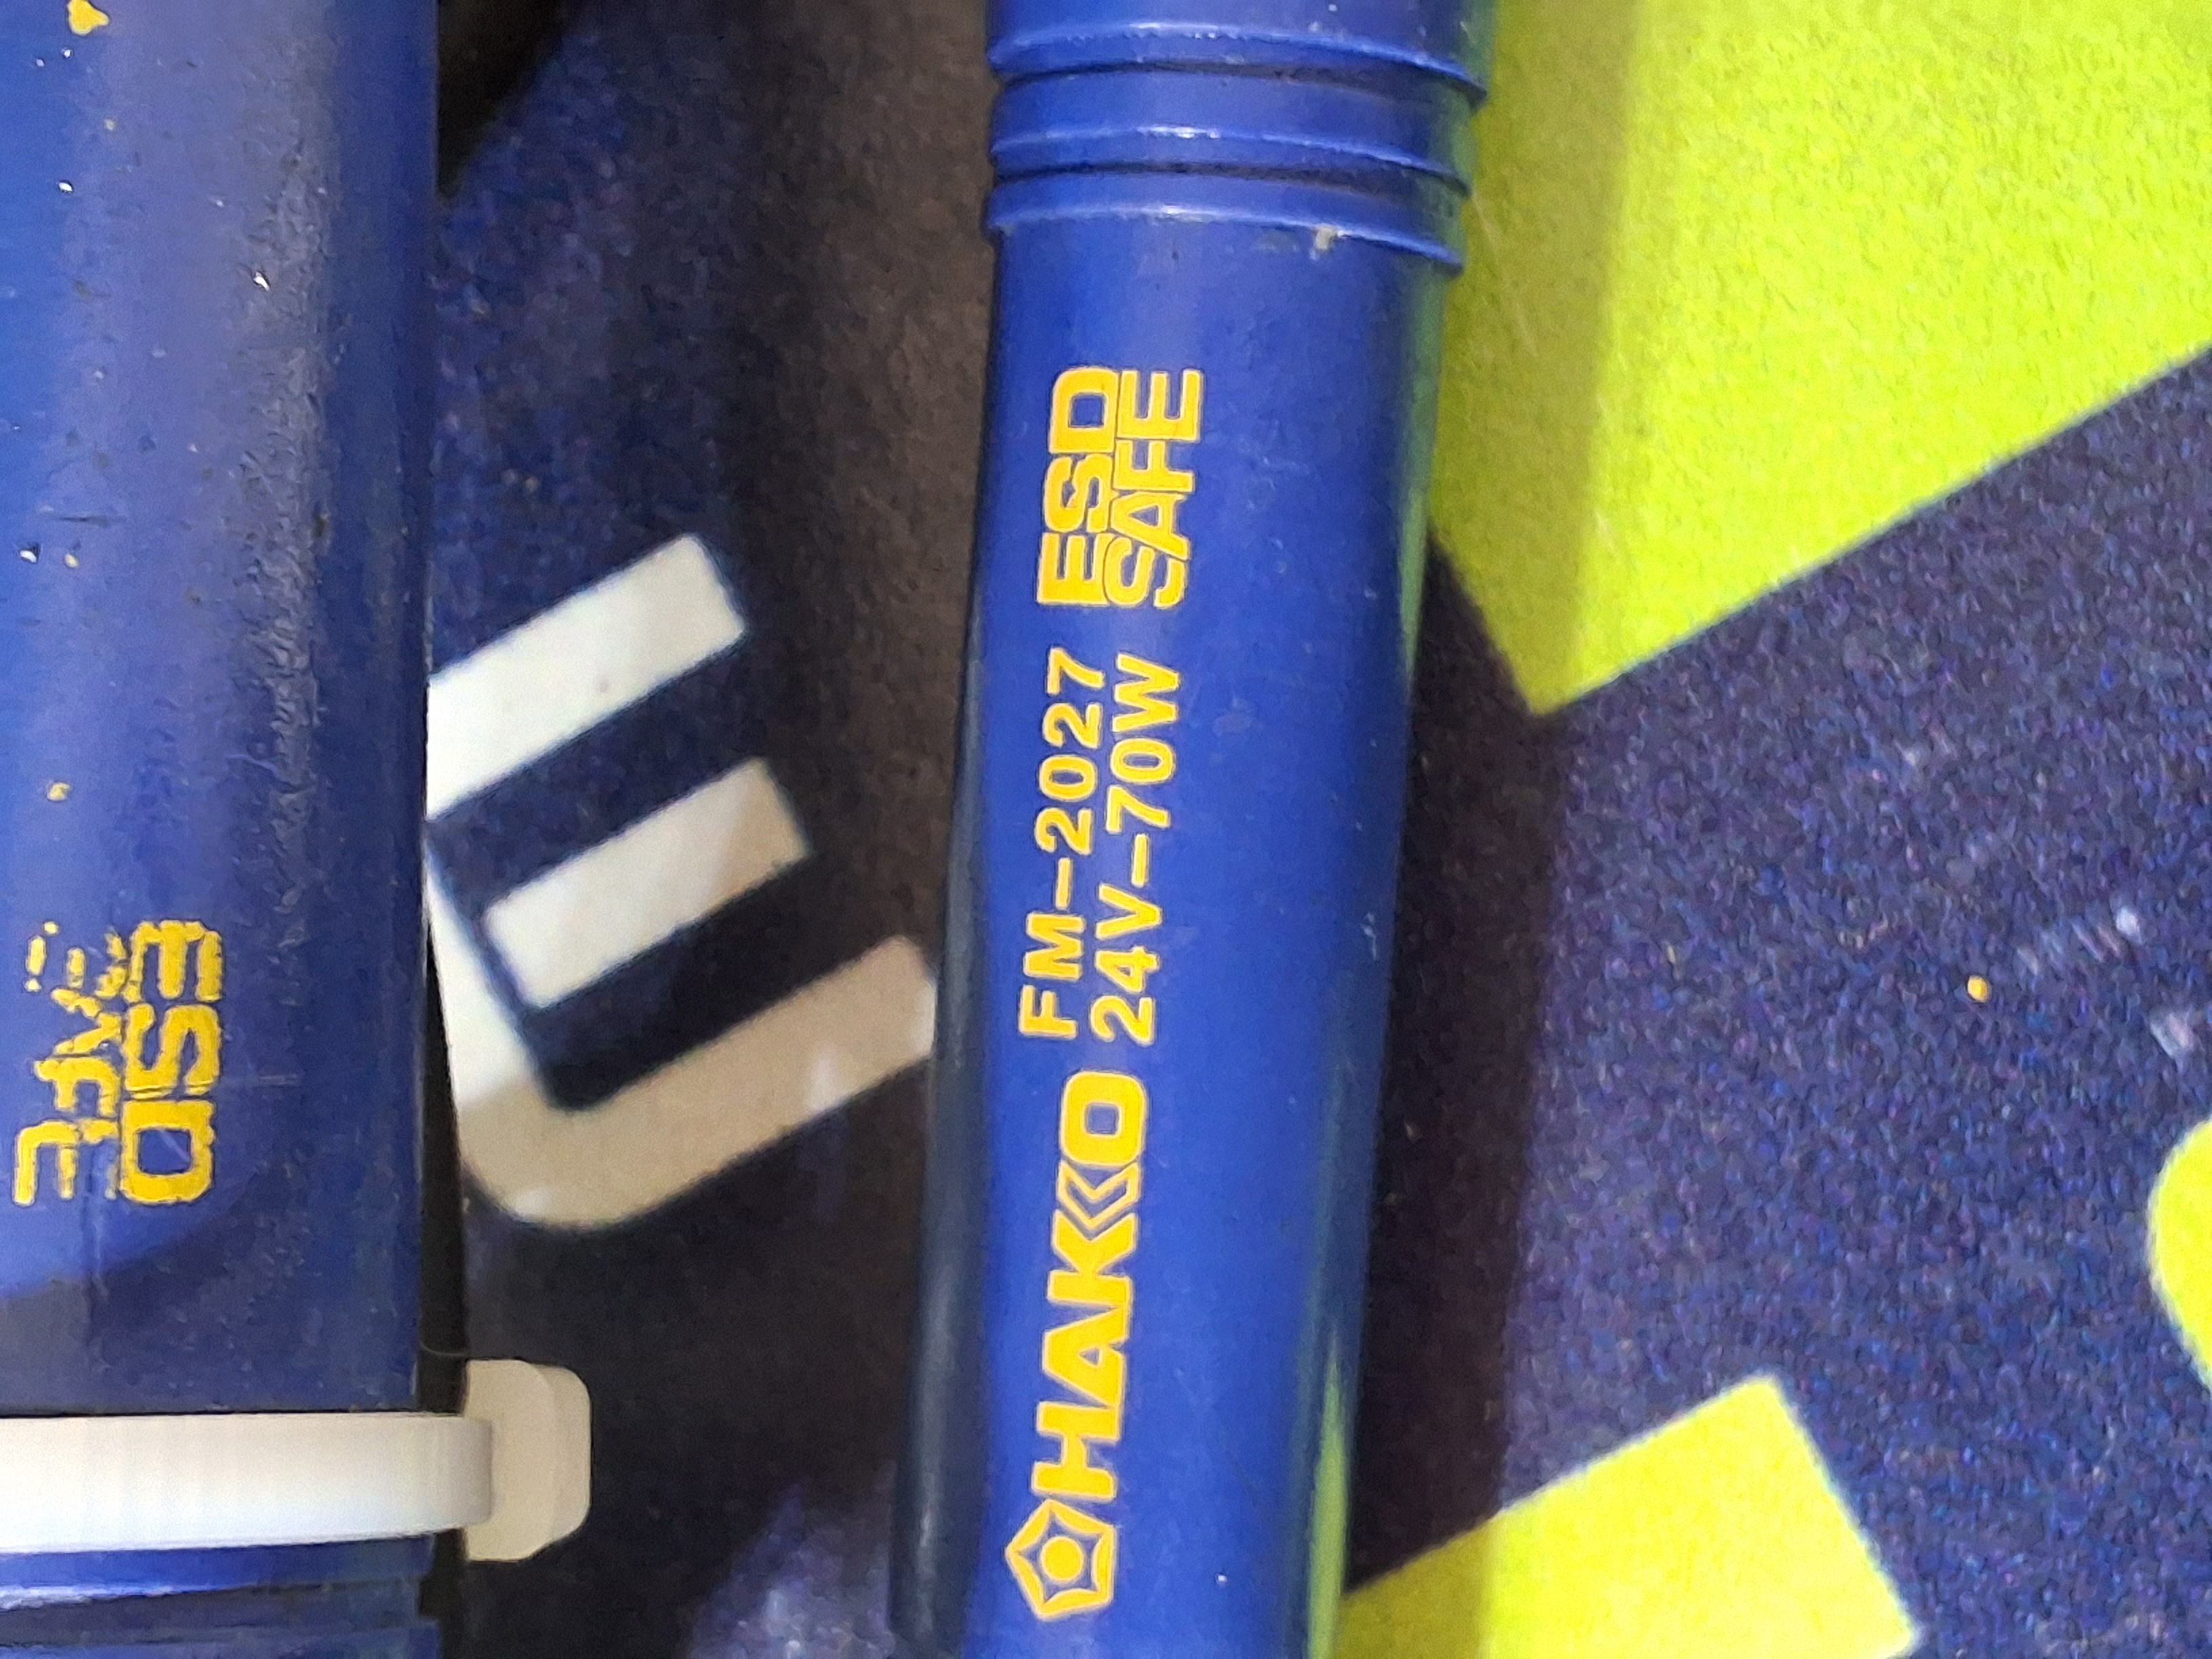 HAKKO
FM-2027
24V-70W
ESD
SAFE
ESD
SAFE
E